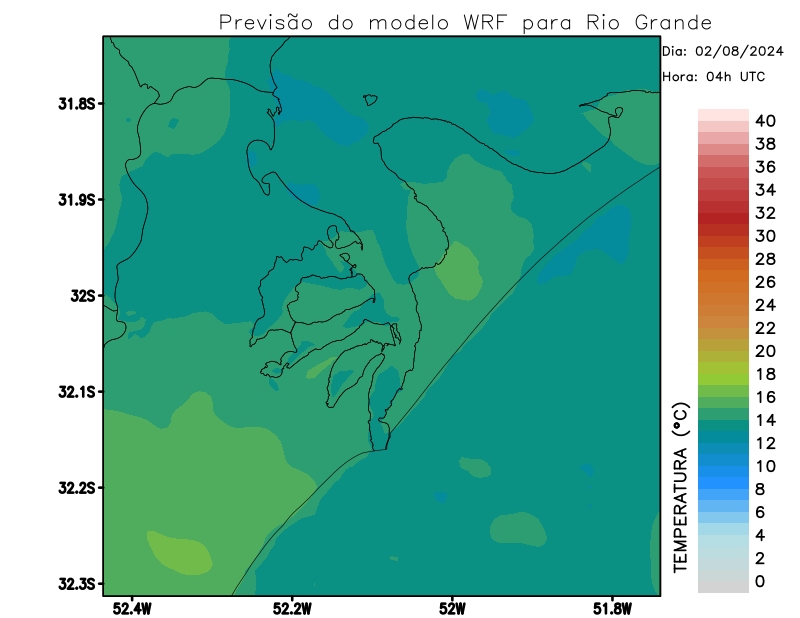 Previsão do modelo WRF para Rio Grande
Dia: 02/08/2024
Hora: 04h UTC
31.8S
31.9S
32S
32.1S
32.2S
32.3S
52.4W
52.2W
52W
51.8W
TEMPERATURA (°C)
40
38
36
34
32
30
28
26
24
22
20
18
16
14
12
10
8
6
4
2
0